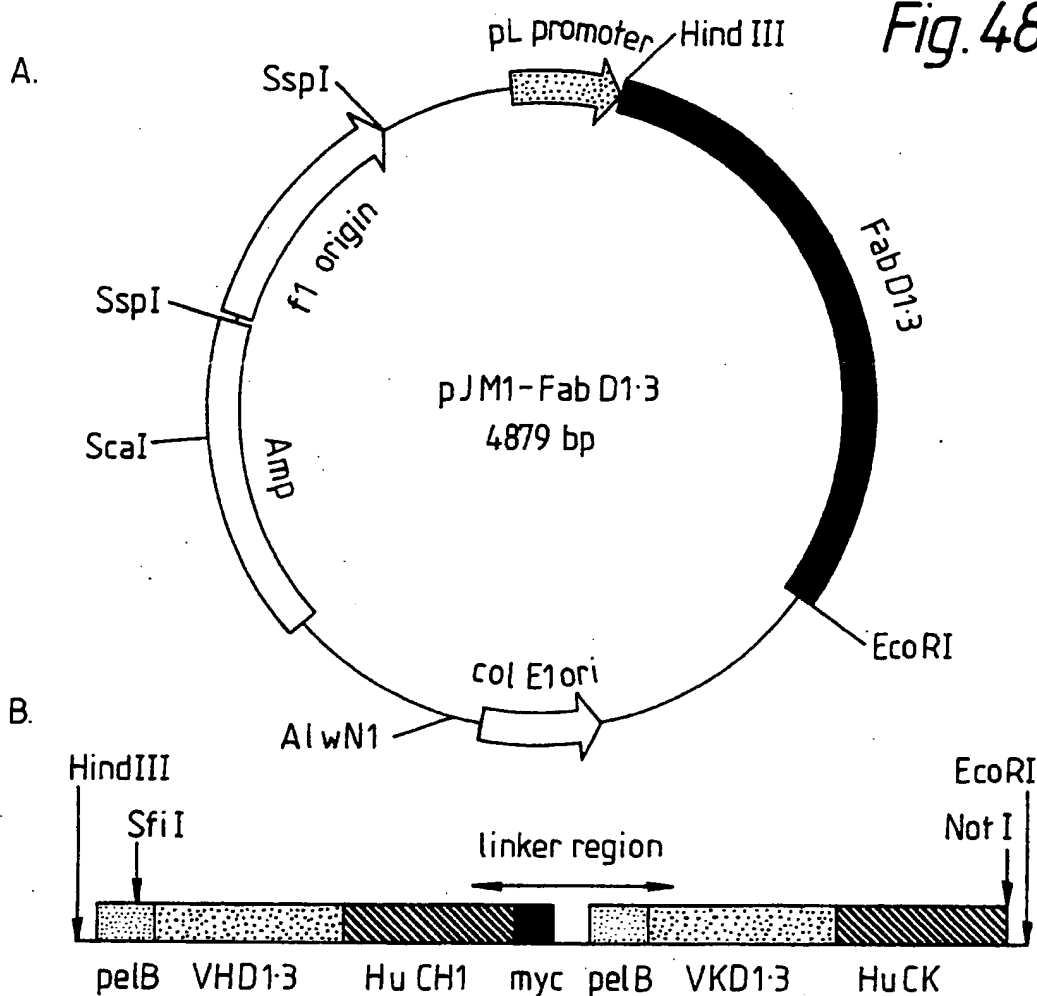 Fig. 48
A.
pL promoter
Hind III
SspI
f1 origin
Fab D1·3
SspI
pJM1-Fab D1·3
4879 bp
ScaI
Amp
EcoRI
col E1 ori
AlwN1
B.
HindIII
EcoRI
SfiI
Not I
linker region
pelB VHD1·3 Hu CH1 myc pelB VKD1·3 Hu CK